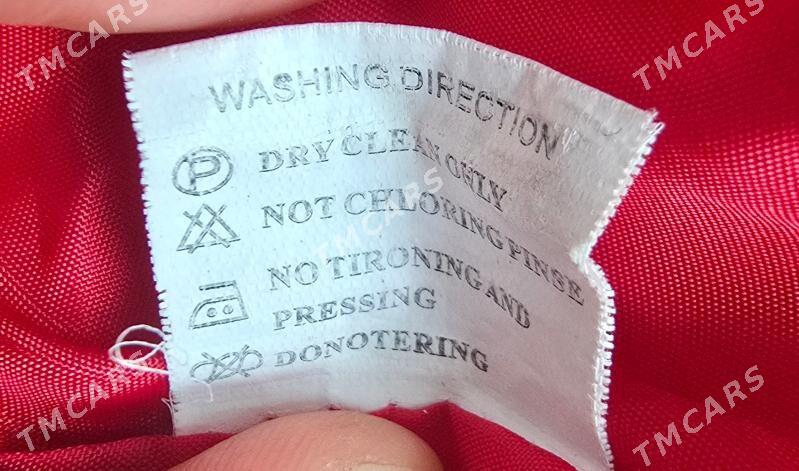 WASHING DIRECTION
P DRY CLEAN ONLY
NOT CHLORING PINSE
NO TIRONING AND
PRESSING
DONOTERING
TMCARS
TMCARS
TMCARS
TMCARS
TMCARS